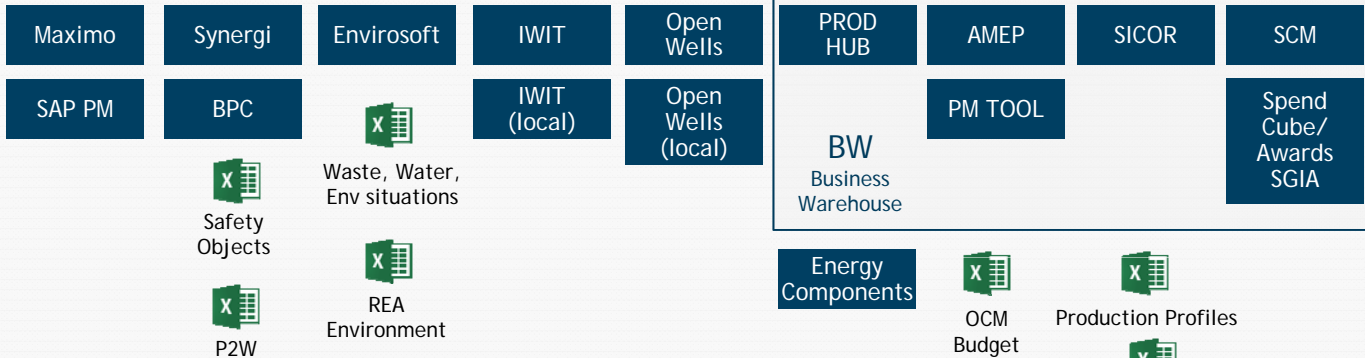 Maximo
Synergi
Envirosoft
IWIT
Open
Wells
PROD
HUB
AMEP
SICOR
SCM
SAP PM
BPC
IWIT
(local)
Open
Wells
(local)
PM TOOL
Spend
Cube/
Awards
SGIA
Waste, Water,
Env situations
BW
Business
Warehouse
Safety
Objects
Energy
Components
REA
Environment
OCM
Budget
Production Profiles
P2W